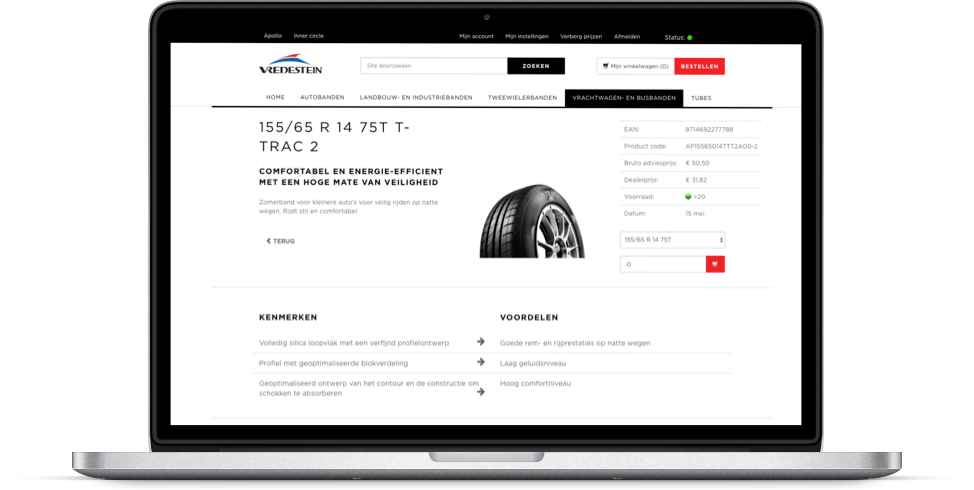 Apollo Inner circle Mijn account Mijn instellingen Verberg prijzen Afmelden Status:
VREDESTEIN Site doorzoeken ZOEKEN Mijn winkelwagen (0) BESTELLEN
HOME AUTOBANDEN LANDBOUW- EN INDUSTRIEBANDEN TWEEWIELERBANDEN VRACHTWAGEN- EN BUSBANDEN TUBES
155/65 R 14 75T T-
TRAC 2
COMFORTABEL EN ENERGIE-EFFICENT
MET EEN HOGE MATE VAN VEILIGHEID
Zomerband voor kleinere auto's voor veilig rijden op natte
wegen. Rijdt stil en comfortabel
TERUG
EAN: 8714692277788
Product code: AP15565014TTT2A00-2
Bruto adviesprijs: € 50,50
Dealerprijs: € 31,82
Voorraad: >20
Datum: 15 mei
155/65 R 14 75T
0
KENMERKEN VOORDELEN
Volledig silica loopvlak met een verfijnd profielontwerp Goede rem- en rijprestaties op natte wegen
Profiel met geoptimaliseerde blokverdeling Laag geluidsniveau
Geoptimaliseerd ontwerp van het contour en de constructie om Hoog comfortniveau
schokken te absorberen